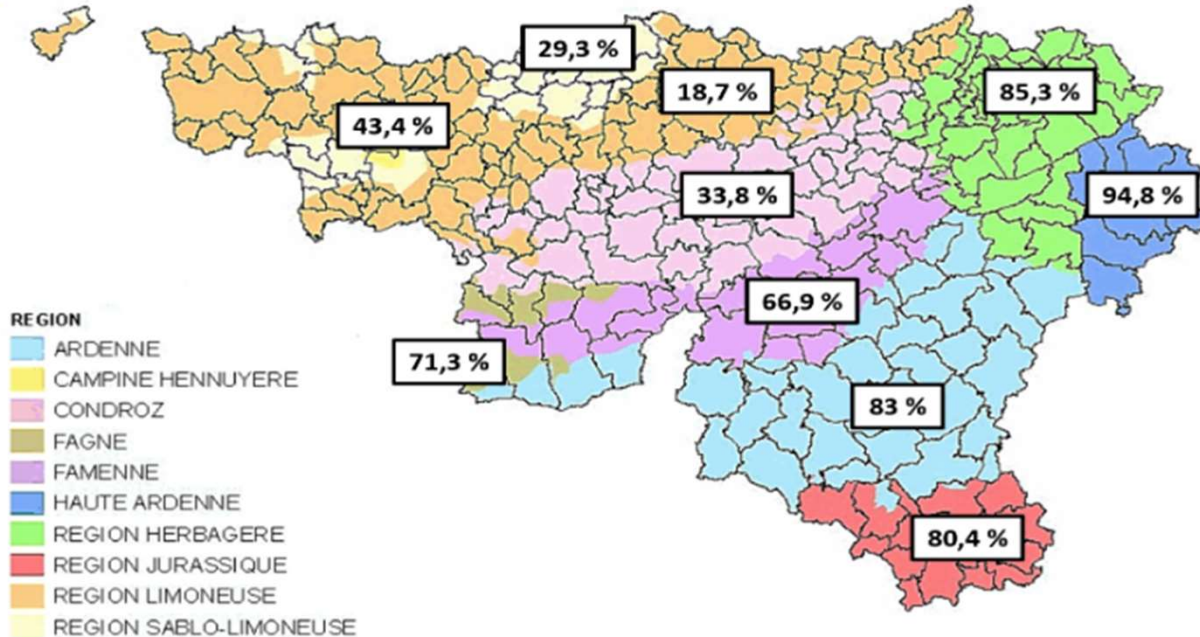 29,3 %
18,7 %
85,3 %
43,4 %
33,8 %
94,8 %
66,9 %
71,3 %
83 %
80,4 %
REGION
ARDENNE
CAMPINE HENNUYERE
CONDROZ
FAGNE
FAMENNE
HAUTE ARDENNE
REGION HERBAGERE
REGION JURASSIQUE
REGION LIMONEUSE
REGION SABLO-LIMONEUSE